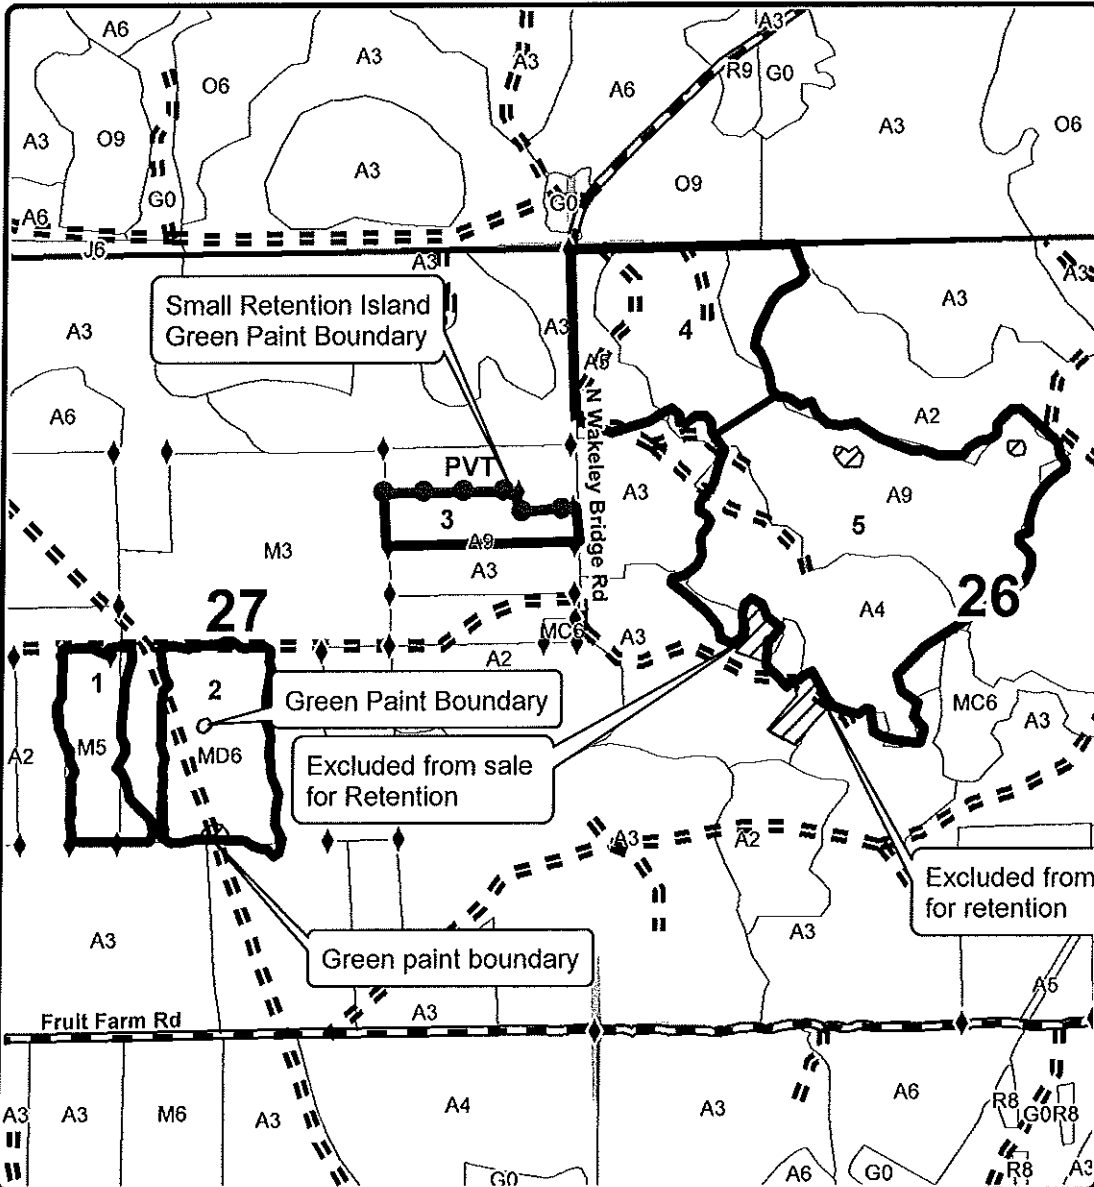 A6
A3
A3
A3
R9
G0
O6
A6
A3
O6
A3
O9
A3
O9
G0
G0
A6
J6
A3
A3
Small Retention Island
Green Paint Boundary
A3
A3
A3
4
A5
A6
A2
N Wakeley Bridge Rd
PVT
A3
A9
3
5
A9
M3
A3
27
A4
26
MC6
A3
A2
1
2
Green Paint Boundary
MC6
A3
A2
M5
MD6
Excluded from sale
for Retention
A3
A2
Excluded from
for retention
A3
A3
Green paint boundary
A5
Fruit Farm Rd
A3
A3
A3
M6
A3
A4
A3
A6
R8
G0
R8
G0
A6
G0
R8
A3